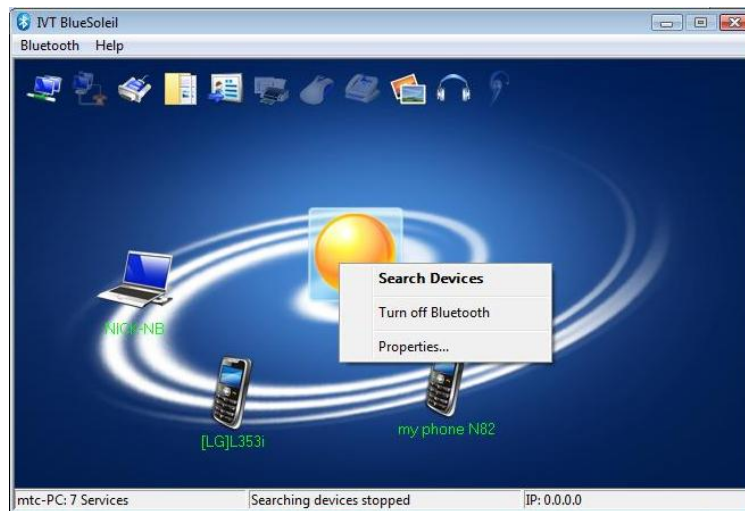 IVT BlueSoleil
Bluetooth Help
Search Devices
Turn off Bluetooth
Properties...
NICK-NB
[LG]L353i
my phone N82
mtc-PC: 7 Services Searching devices stopped IP: 0.0.0.0